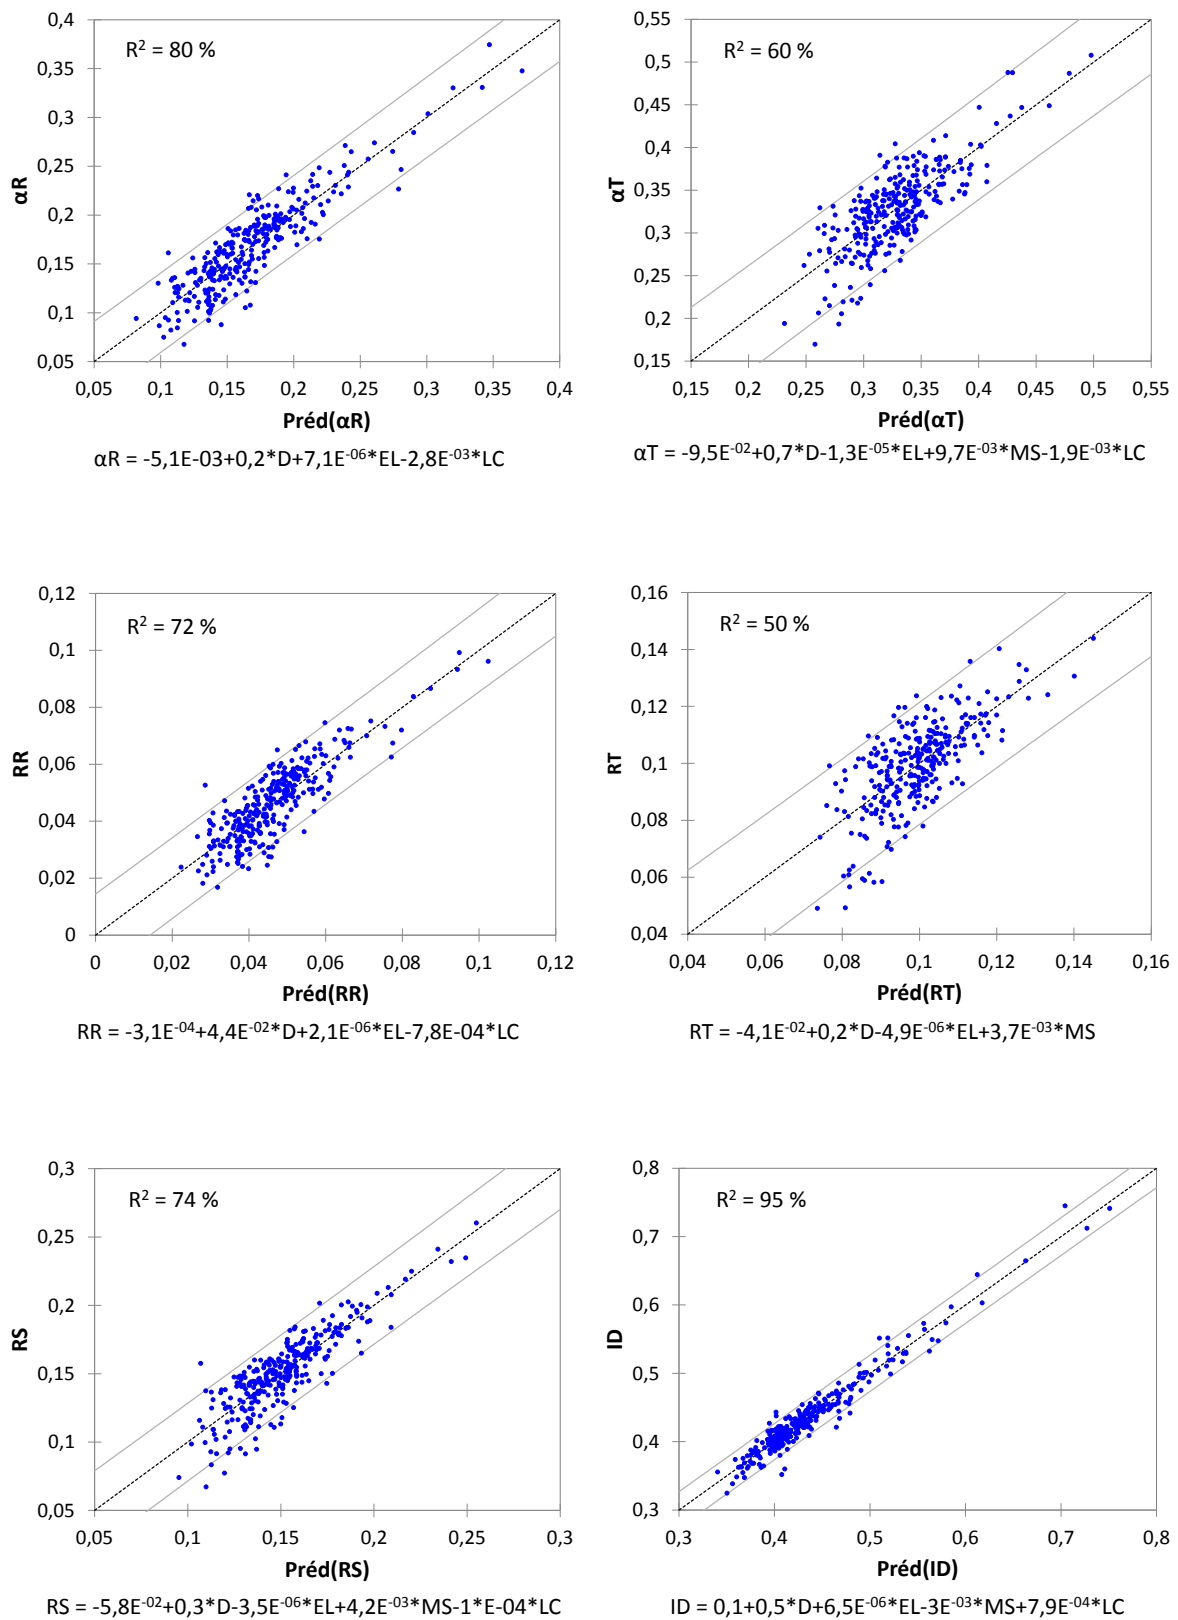 R² = 80 %
αR
0,4
0,35
0,3
0,25
0,2
0,15
0,1
0,05
0,05 0,1 0,15 0,2 0,25 0,3 0,35 0,4
Préd(αR)
αR = -5,1E-03+0,2*D+7,1E⁻⁰⁶*EL-2,8E⁻⁰³*LC
R² = 60 %
αT
0,55
0,5
0,45
0,4
0,35
0,3
0,25
0,2
0,15
0,15 0,2 0,25 0,3 0,35 0,4 0,45 0,5 0,55
Préd(αT)
αT = -9,5E⁻⁰²+0,7*D-1,3E⁻⁰⁵*EL+9,7E⁻⁰³*MS-1,9E⁻⁰³*LC
R² = 72 %
RR
0,12
0,1
0,08
0,06
0,04
0,02
0
0 0,02 0,04 0,06 0,08 0,1 0,12
Préd(RR)
RR = -3,1E⁻⁰⁴+4,4E⁻⁰²*D+2,1E⁻⁰⁶*EL-7,8E-04*LC
R² = 50 %
RT
0,16
0,14
0,12
0,1
0,08
0,06
0,04
0,04 0,06 0,08 0,1 0,12 0,14 0,16
Préd(RT)
RT = -4,1E⁻⁰²+0,2*D-4,9E⁻⁰⁶*EL+3,7E⁻⁰³*MS
R² = 74 %
RS
0,3
0,25
0,2
0,15
0,1
0,05
0,05 0,1 0,15 0,2 0,25 0,3
Préd(RS)
RS = -5,8E⁻⁰²+0,3*D-3,5E⁻⁰⁶*EL+4,2E⁻⁰³*MS-1*E-04*LC
R² = 95 %
ID
0,8
0,7
0,6
0,5
0,4
0,3
0,3 0,4 0,5 0,6 0,7 0,8
Préd(ID)
ID = 0,1+0,5*D+6,5E⁻⁰⁶*EL-3E⁻⁰³*MS+7,9E⁻⁰⁴*LC